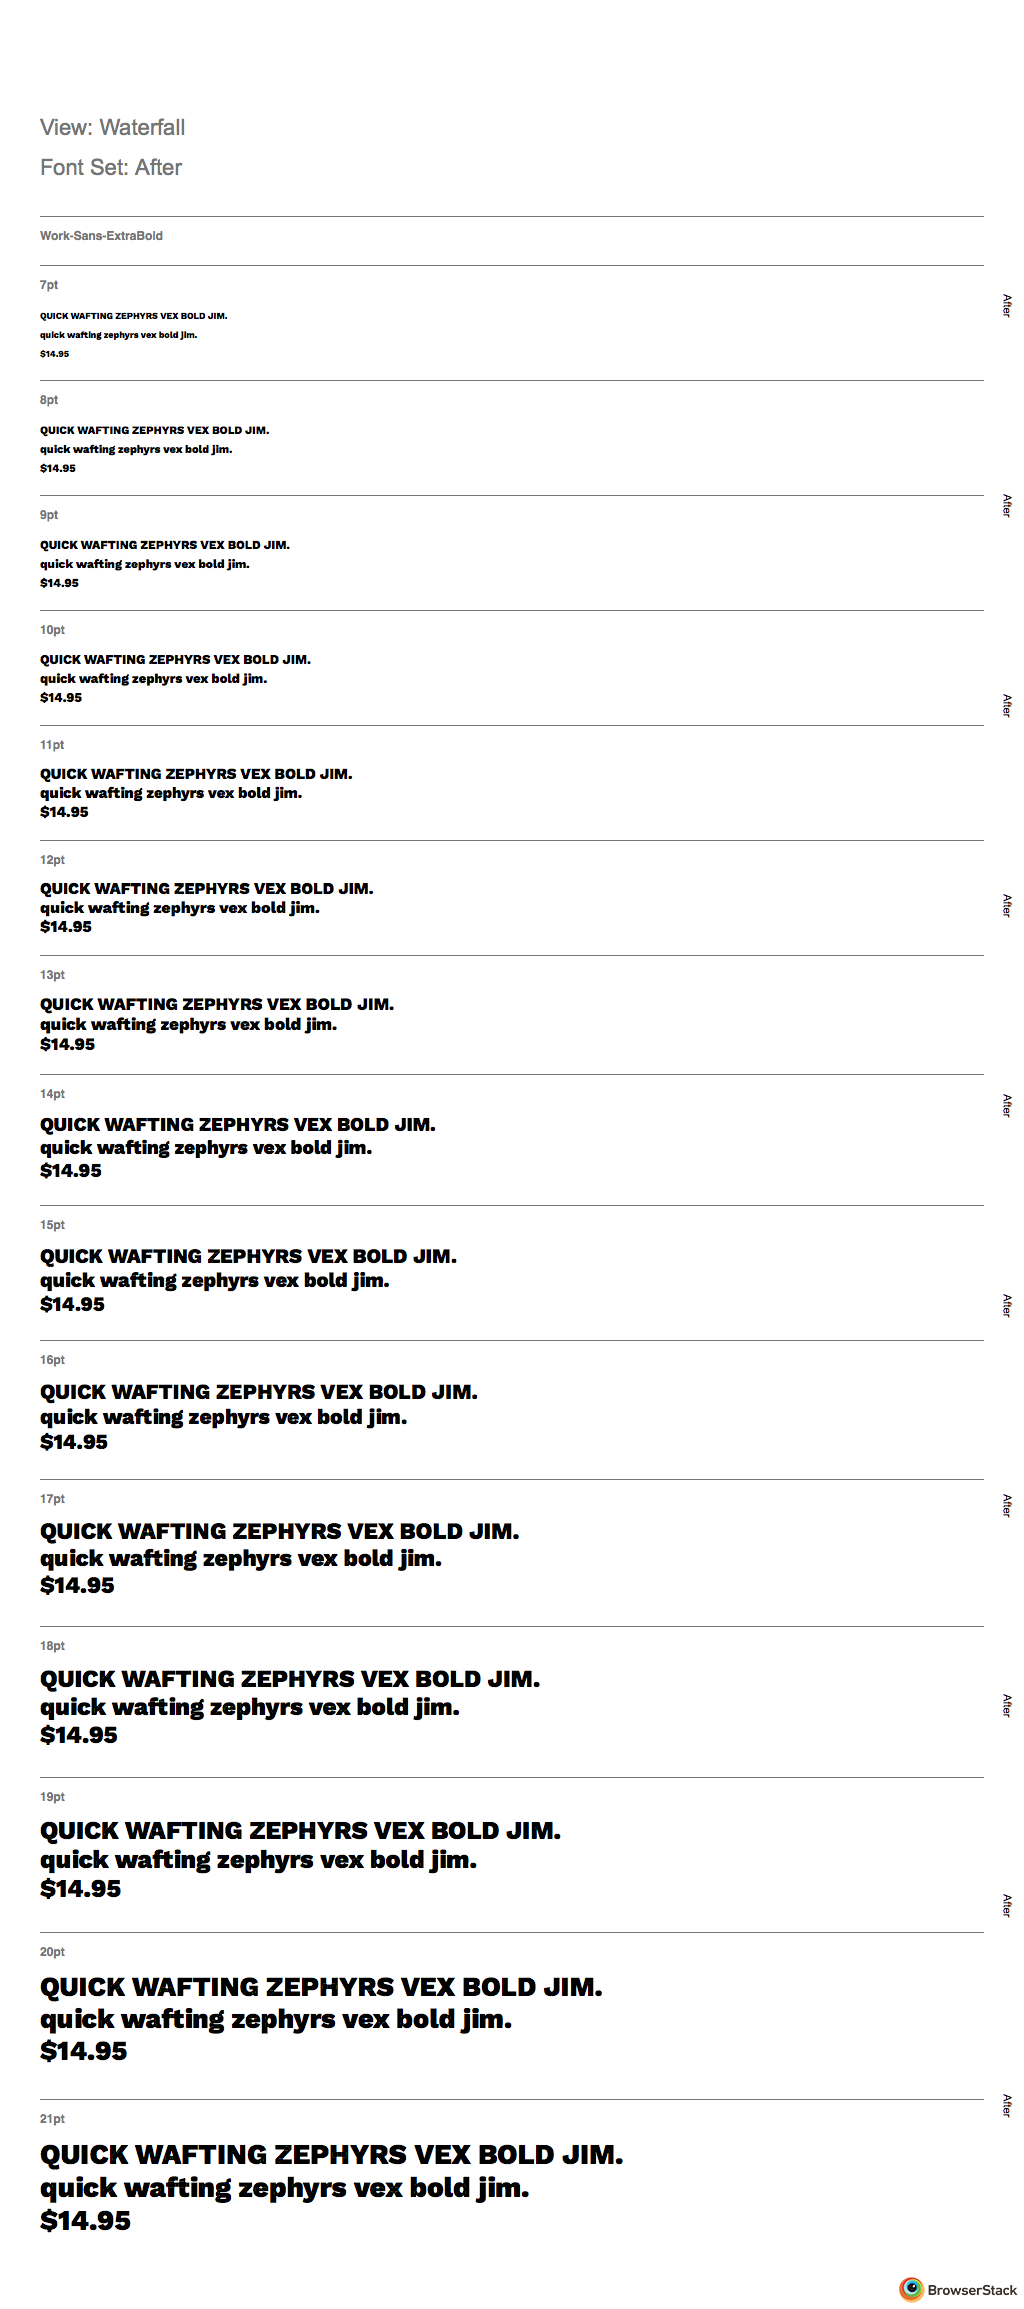 View: Waterfall
Font Set: After
Work-Sans-ExtraBold
7pt
After
QUICK WAFTING ZEPHYRS VEX BOLD JIM.
quick wafting zephyrs vex bold jim.
$14.95
8pt
QUICK WAFTING ZEPHYRS VEX BOLD JIM.
quick wafting zephyrs vex bold jim.
$14.95
After
9pt
QUICK WAFTING ZEPHYRS VEX BOLD JIM.
quick wafting zephyrs vex bold jim.
$14.95
10pt
QUICK WAFTING ZEPHYRS VEX BOLD JIM.
quick wafting zephyrs vex bold jim.
$14.95
After
11pt
QUICK WAFTING ZEPHYRS VEX BOLD JIM.
quick wafting zephyrs vex bold jim.
$14.95
12pt
QUICK WAFTING ZEPHYRS VEX BOLD JIM.
After
quick wafting zephyrs vex bold jim.
$14.95
13pt
QUICK WAFTING ZEPHYRS VEX BOLD JIM.
quick wafting zephyrs vex bold jim.
$14.95
14pt
After
QUICK WAFTING ZEPHYRS VEX BOLD JIM.
quick wafting zephyrs vex bold jim.
$14.95
15pt
QUICK WAFTING ZEPHYRS VEX BOLD JIM.
quick wafting zephyrs vex bold jim.
$14.95
After
16pt
QUICK WAFTING ZEPHYRS VEX BOLD JIM.
quick wafting zephyrs vex bold jim.
$14.95
17pt
After
QUICK WAFTING ZEPHYRS VEX BOLD JIM.
quick wafting zephyrs vex bold jim.
$14.95
18pt
QUICK WAFTING ZEPHYRS VEX BOLD JIM.
After
quick wafting zephyrs vex bold jim.
$14.95
19pt
QUICK WAFTING ZEPHYRS VEX BOLD JIM.
quick wafting zephyrs vex bold jim.
$14.95
After
20pt
QUICK WAFTING ZEPHYRS VEX BOLD JIM.
quick wafting zephyrs vex bold jim.
$14.95
After
21pt
QUICK WAFTING ZEPHYRS VEX BOLD JIM.
quick wafting zephyrs vex bold jim.
$14.95
BrowserStack